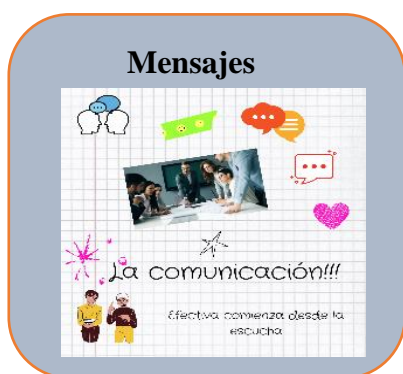 Mensajes
La comunicación!!!
Efectiva comienza desde la
escucha